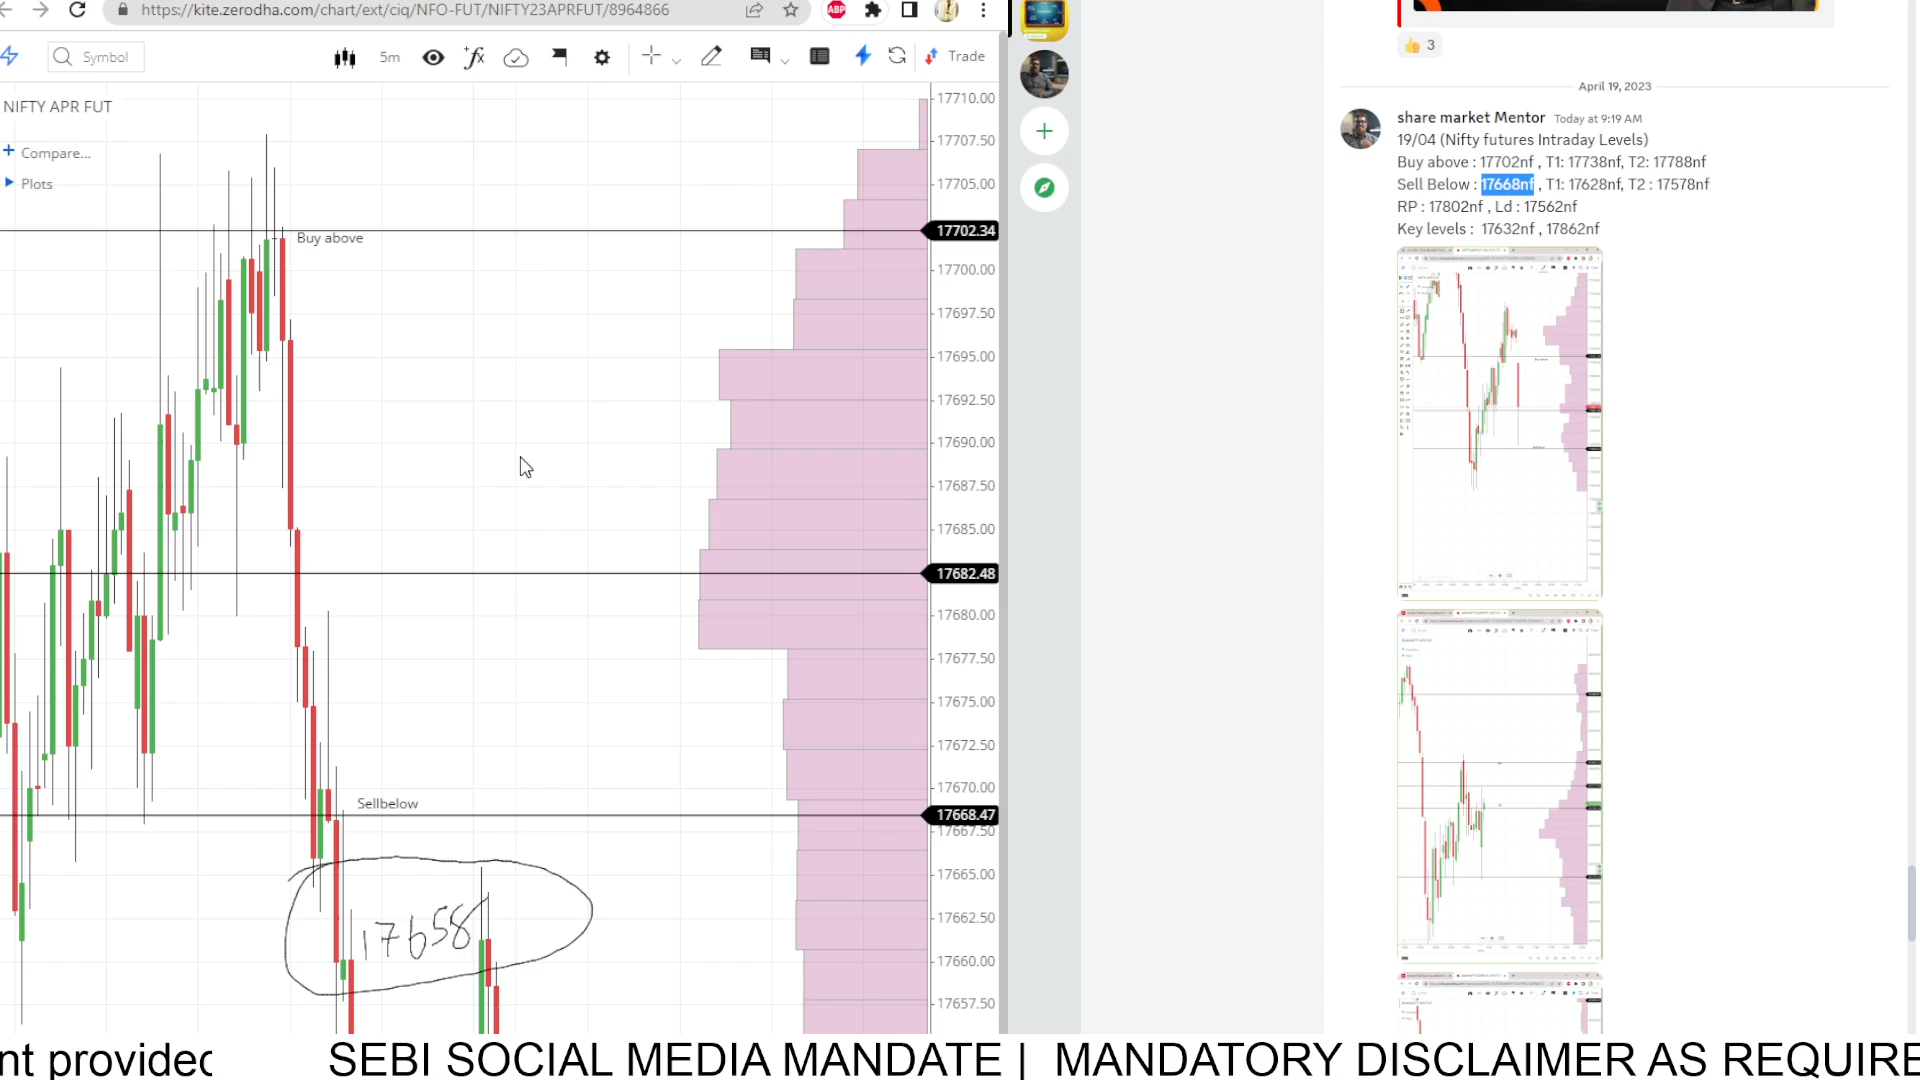 https://kite.zerodha.com/chart/ext/ciq/NFO-FUT/NIFTY23APRFUT/8964866
ABP
Symbol
5m
Trade
NIFTY APR FUT
Compare...
Plots
Buy above
Sellbelow
17658
17710.00
17707.50
17705.00
17702.34
17700.00
17697.50
17695.00
17692.50
17690.00
17687.50
17685.00
17682.48
17680.00
17677.50
17675.00
17672.50
17670.00
17668.47
17667.50
17665.00
17662.50
17660.00
17657.50
3
April 19, 2023
share market Mentor Today at 9:19 AM
19/04 (Nifty futures Intraday Levels)
Buy above : 17702nf , T1: 17738nf, T2: 17788nf
Sell Below : 17668nf , T1: 17628nf, T2 : 17578nf
RP : 17802nf , Ld : 17562nf
Key levels : 17632nf , 17862nf
nt provided SEBI SOCIAL MEDIA MANDATE | MANDATORY DISCLAIMER AS REQUIRE